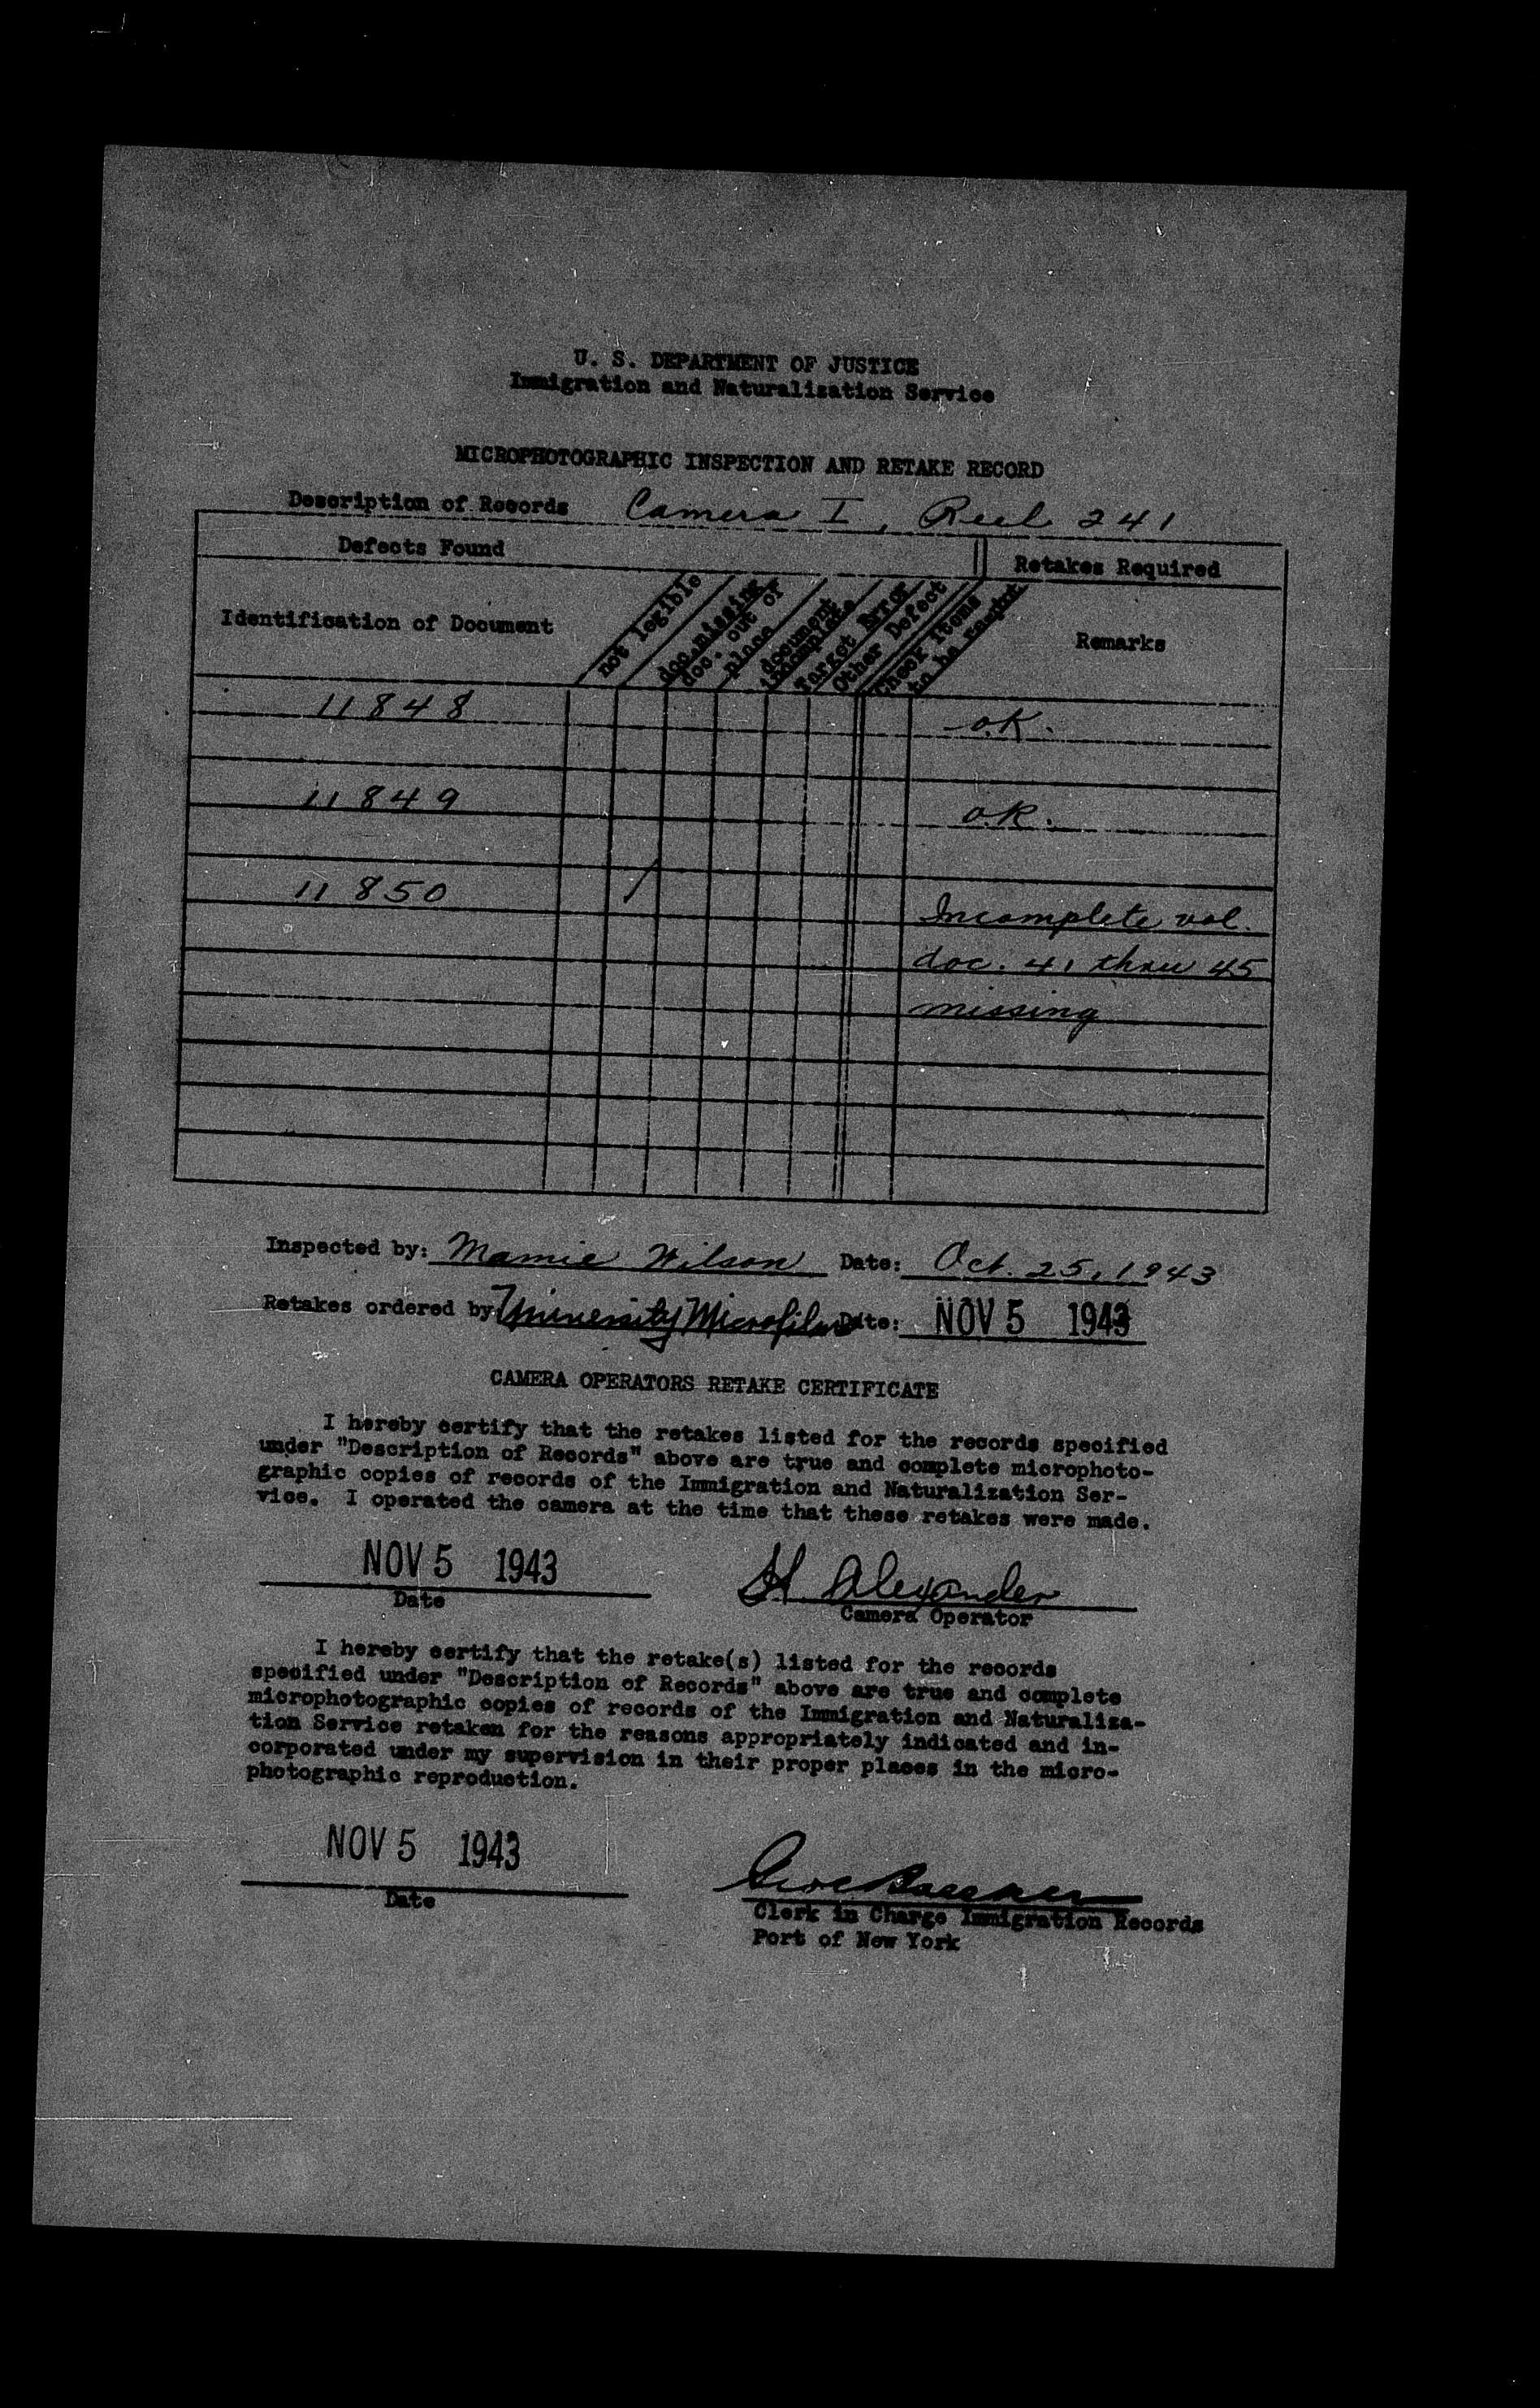 U. S. DEPARTMENT OF JUSTICE
Immigration and Naturalization Service
MICROPHOTOGRAPHIC INSPECTION AND RETAKE RECORD
Description of Records Camera I, Reel 241
Defects Found
Retakes Required
Identification of Document
not legible
doc. missing
doc. out of
place
document
incomplete
Target Error
Other Defect
Check Items
to be
Remarks
11848 o.K.
11849 o.K.
11850 / Incomplete vol.
doc. 41 thru 45
missing
Inspected by: Mamie Wilson Date: Oct. 25, 1943
Retakes ordered by University Microfilms Date: NOV 5 1943
CAMERA OPERATORS RETAKE CERTIFICATE
I hereby certify that the retakes listed for the records specified
under "Description of Records" above are true and complete microphoto-
graphic copies of records of the Immigration and Naturalization Ser-
vice. I operated the camera at the time that these retakes were made.
NOV 5 1943 H. Alexander
Date Camera Operator
I hereby certify that the retake(s) listed for the records
specified under "Description of Records" above are true and complete
microphotographic copies of records of the Immigration and Naturaliza-
tion Service retaken for the reasons appropriately indicated and in-
corporated under my supervision in their proper places in the micro-
photographic reproduction.
NOV 5 1943
Date Clerk in Charge Immigration Records
Port of New York